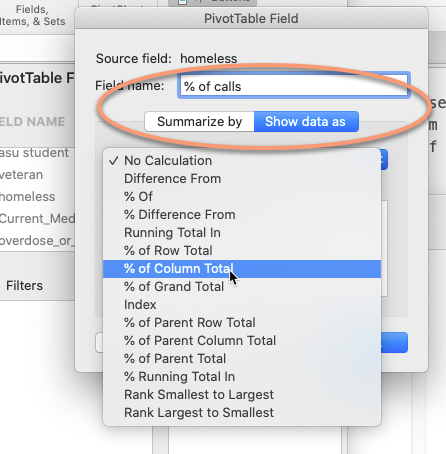 Fields,
Items, & Sets
PivotTable Field
Source field: homeless
ivotTable F
Field name: % of calls
IELD NAME
Summarize by
Show data as
asu student
✓ No Calculation
veteran
Difference From
homeless
% Of
Current_Med
% Difference From
overdose_or_
Running Total In
% of Row Total
% of Column Total
Filters
% of Grand Total
Index
% of Parent Row Total
% of Parent Column Total
% of Parent Total
% Running Total In
Rank Smallest to Largest
Rank Largest to Smallest